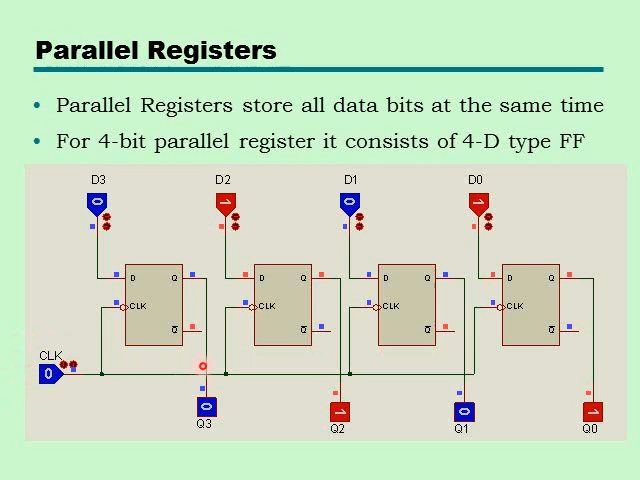 Parallel Registers
• Parallel Registers store all data bits at the same time
• For 4-bit parallel register it consists of 4-D type FF
D3 D2 D1 D0
0 1 0 1
D Q D Q D Q D Q
CLK CLK CLK CLK
Q Q Q Q
CLK
0
0 1 0 1
Q3 Q2 Q1 Q0